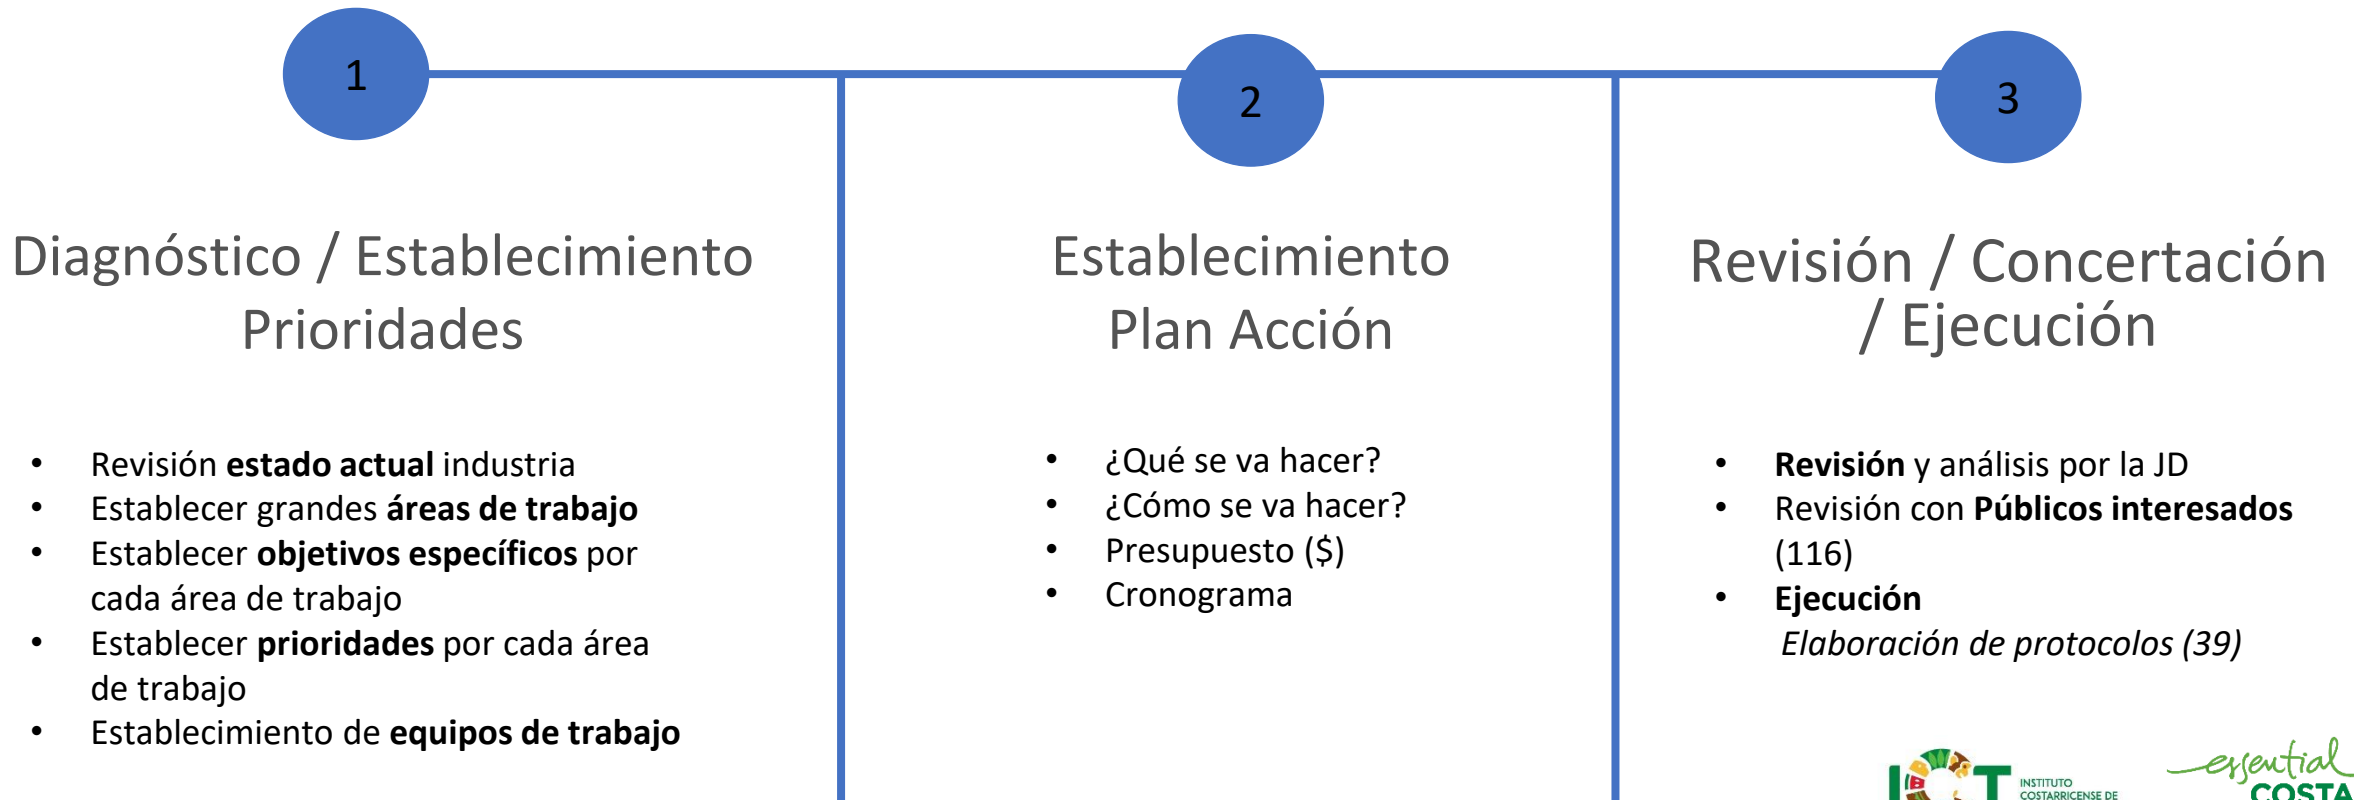 1
Diagnóstico / Establecimiento
Prioridades
• Revisión estado actual industria
• Establecer grandes áreas de trabajo
• Establecer objetivos específicos por
cada área de trabajo
• Establecer prioridades por cada área
de trabajo
• Establecimiento de equipos de trabajo
2
Establecimiento
Plan Acción
• ¿Qué se va hacer?
• ¿Cómo se va hacer?
• Presupuesto ($)
• Cronograma
3
Revisión / Concertación
/ Ejecución
• Revisión y análisis por la JD
• Revisión con Públicos interesados
(116)
• Ejecución
Elaboración de protocolos (39)
ICT
INSTITUTO
COSTARRICENSE DE
essential
COSTA